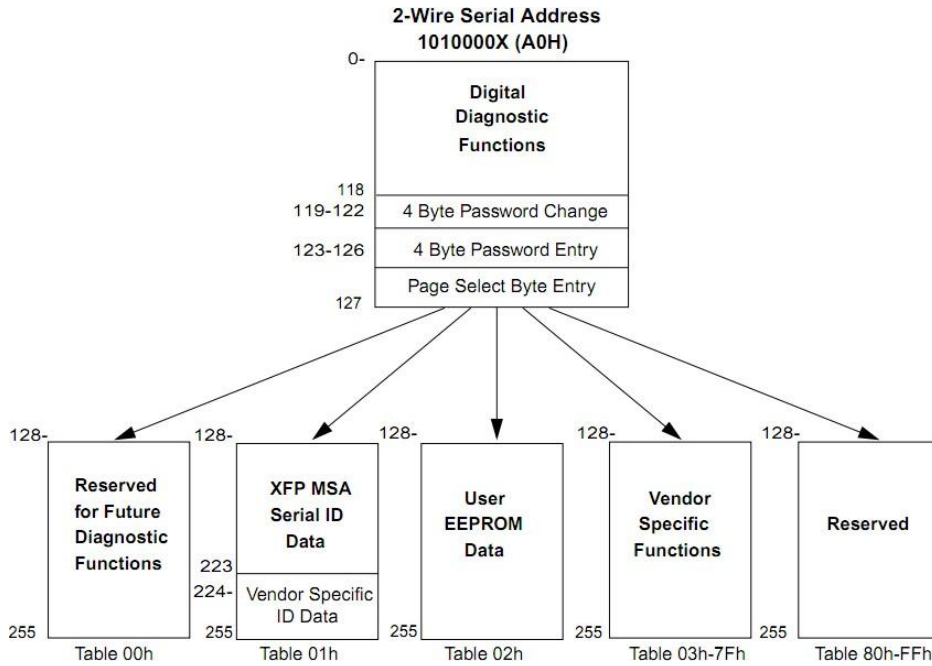 2-Wire Serial Address
1010000X (A0H)
0-
Digital
Diagnostic
Functions
118
119-122
4 Byte Password Change
123-126
4 Byte Password Entry
Page Select Byte Entry
127
128-
Reserved
for Future
Diagnostic
Functions
255
Table 00h
128-
XFP MSA
Serial ID
Data
223
224-
Vendor Specific
ID Data
255
Table 01h
128-
User
EEPROM
Data
255
Table 02h
128-
Vendor
Specific
Functions
255
Table 03h-7Fh
128-
Reserved
255
Table 80h-FFh